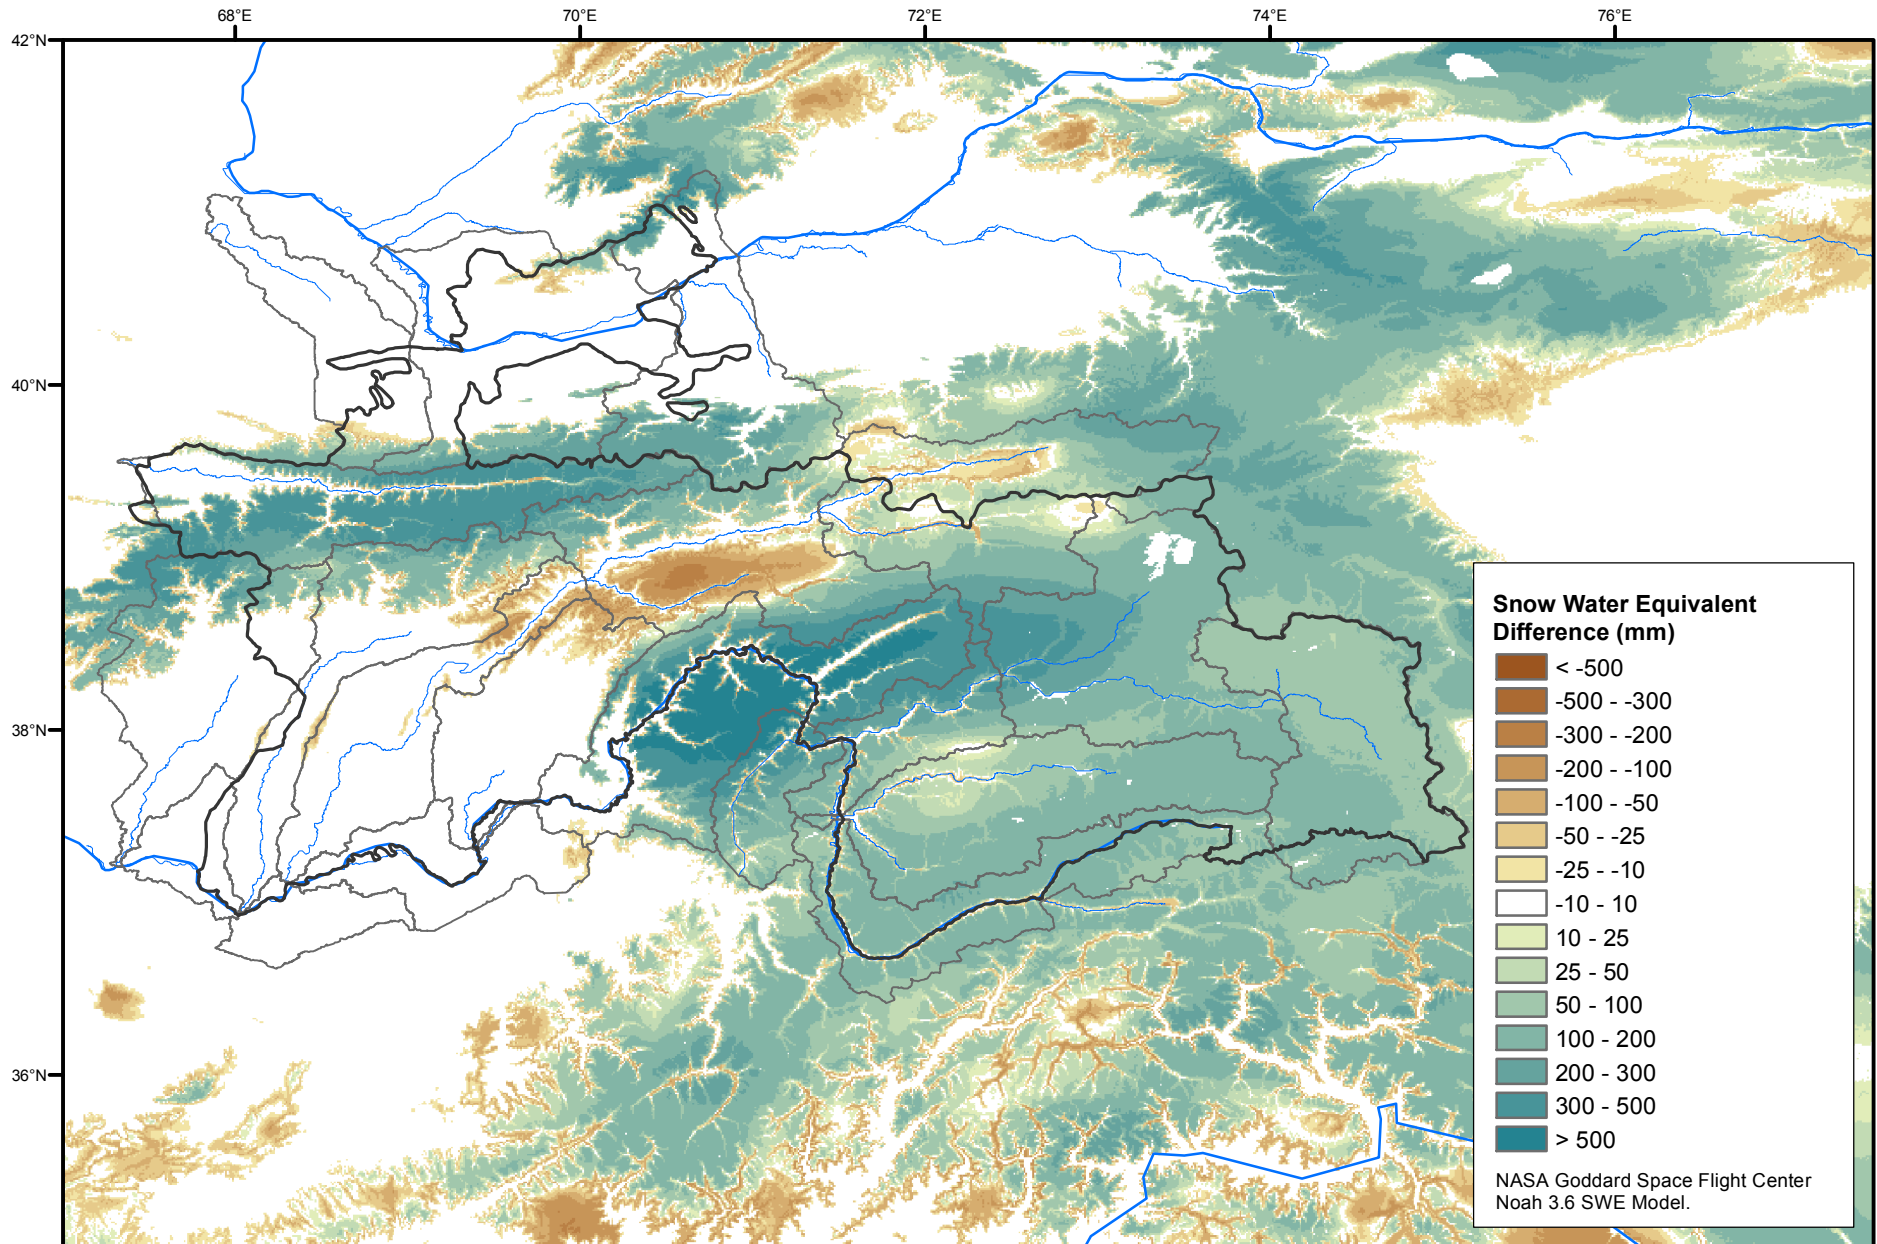 68°E 70°E 72°E 74°E 76°E
42°N
40°N
38°N
36°N
Snow Water Equivalent
Difference (mm)
< -500
-500 - -300
-300 - -200
-200 - -100
-100 - -50
-50 - -25
-25 - -10
-10 - 10
10 - 25
25 - 50
50 - 100
100 - 200
200 - 300
300 - 500
> 500
NASA Goddard Space Flight Center
Noah 3.6 SWE Model.